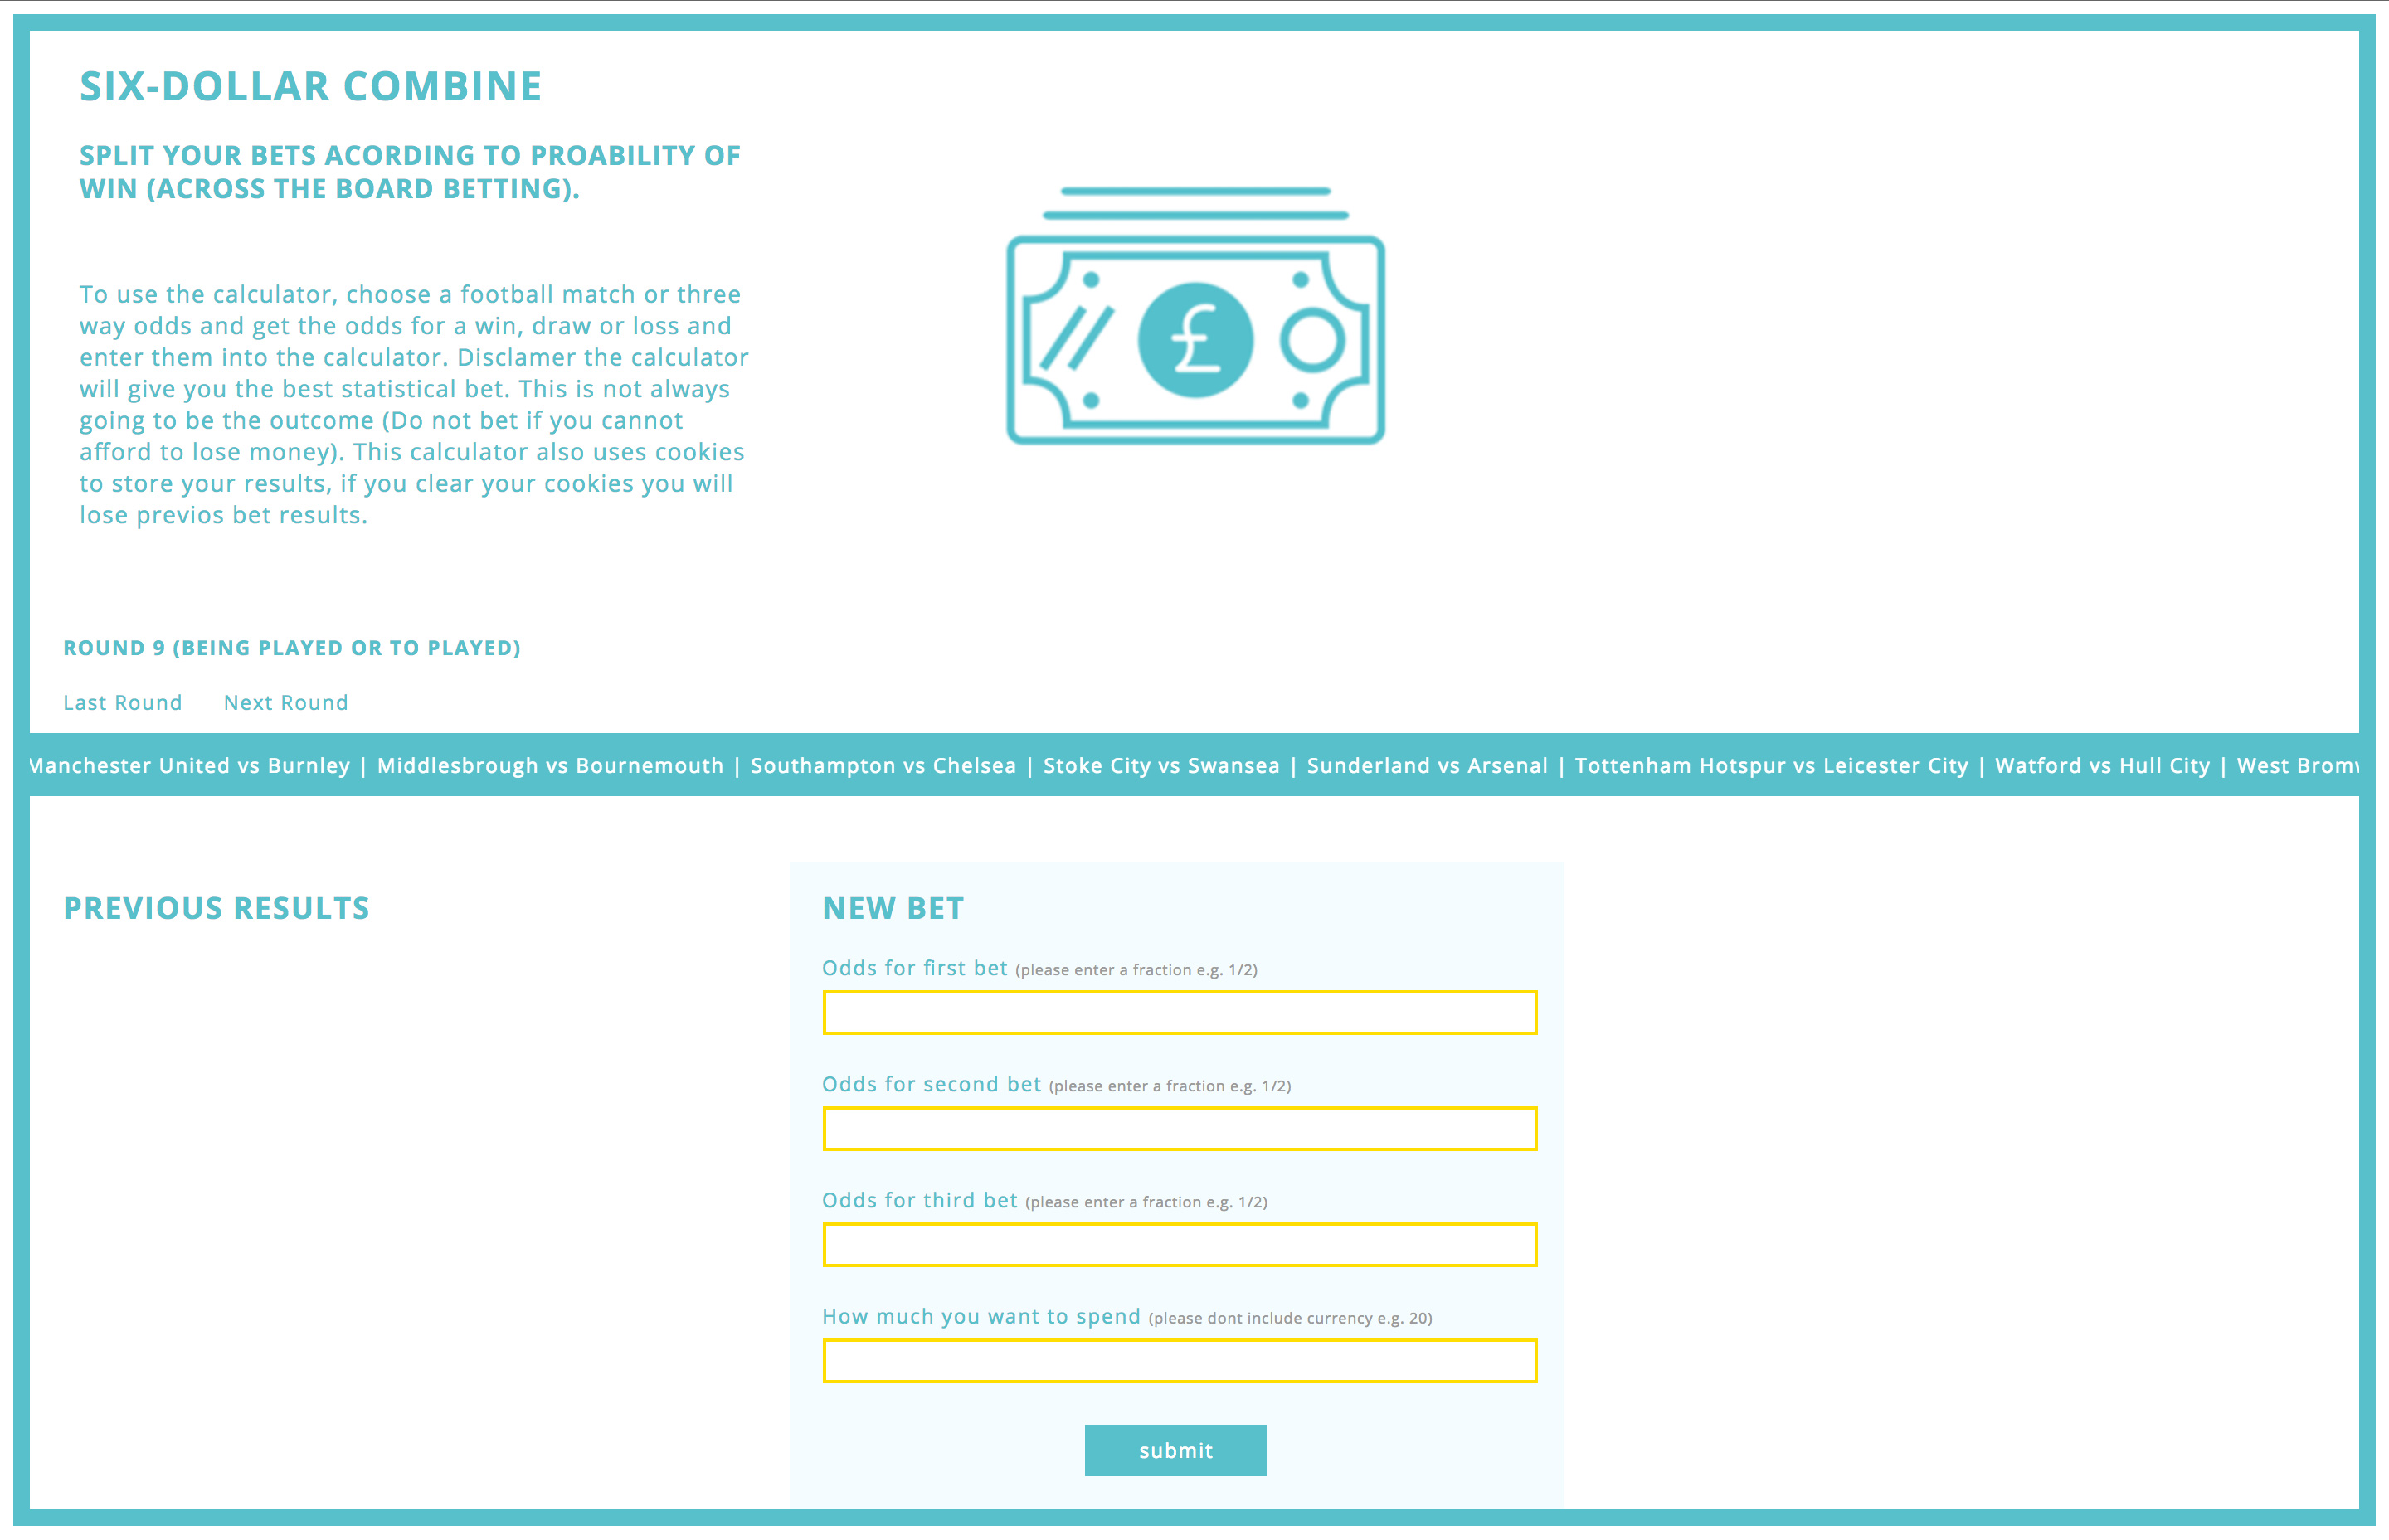 SIX-DOLLAR COMBINE
SPLIT YOUR BETS ACORDING TO PROABILITY OF
WIN (ACROSS THE BOARD BETTING).
To use the calculator, choose a football match or three
way odds and get the odds for a win, draw or loss and
enter them into the calculator. Disclamer the calculator
will give you the best statistical bet. This is not always
going to be the outcome (Do not bet if you cannot
afford to lose money). This calculator also uses cookies
to store your results, if you clear your cookies you will
lose previos bet results.
£
ROUND 9 (BEING PLAYED OR TO PLAYED)
Last Round Next Round
Manchester United vs Burnley | Middlesbrough vs Bournemouth | Southampton vs Chelsea | Stoke City vs Swansea | Sunderland vs Arsenal | Tottenham Hotspur vs Leicester City | Watford vs Hull City | West
PREVIOUS RESULTS
NEW BET
Odds for first bet (please enter a fraction e.g. 1/2)
Odds for second bet (please enter a fraction e.g. 1/2)
Odds for third bet (please enter a fraction e.g. 1/2)
How much you want to spend (please dont include currency e.g. 20)
submit